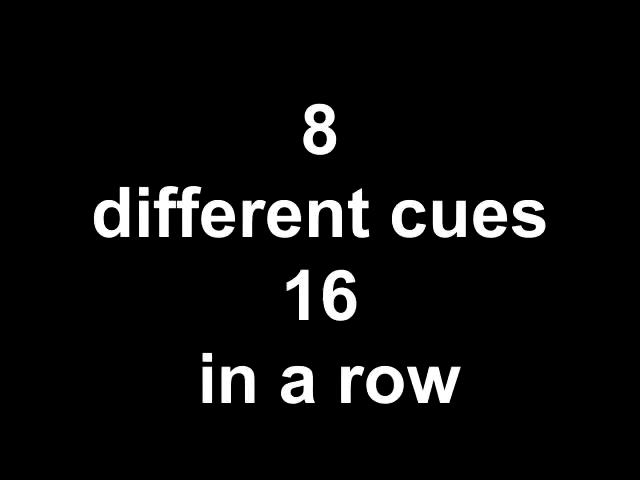 8
different cues
16
in a row